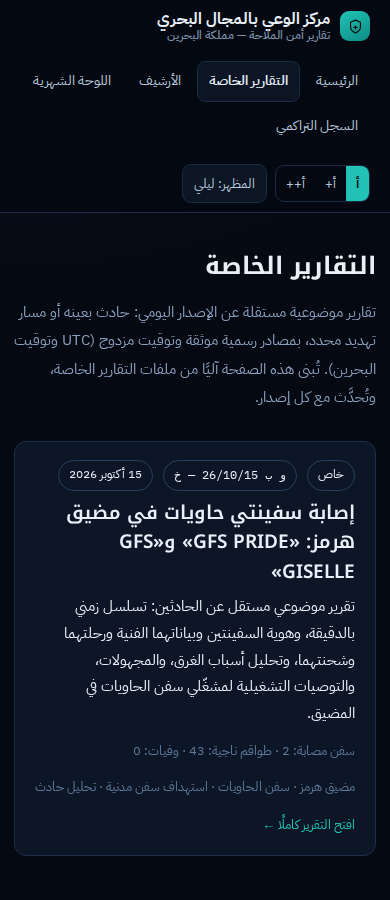 مركز الوعي بالمجال البحري
تقارير أمن الملاحة — مملكة البحرين
الرئيسية
التقارير الخاصة
الأرشيف
اللوحة الشهرية
السجل التراكمي
أ
أ+
أ++
المظهر: ليلي
التقارير الخاصة
تقارير موضوعية مستقلة عن الإصدار اليومي: حادث بعينه أو مسار
تهديد محدد، بمصادر رسمية موثقة وتوقيت مزدوج (UTC وتوقيت
البحرين). تُبنى هذه الصفحة آليًا من ملفات التقارير الخاصة،
وتُحدَّث مع كل إصدار.
خاص
و ب 26/10/15 — خ
15 أكتوبر 2026
إصابة سفينتي حاويات في مضيق
هرمز: «GFS PRIDE» و«GFS
GISELLE»
تقرير موضوعي مستقل عن الحادثين: تسلسل زمني
بالدقيقة، وهوية السفينتين وبياناتهما الفنية ورحلتهما
وشحنتهما، وتحليل أسباب الغرق، والمجهولات،
والتوصيات التشغيلية لمشغّلي سفن الحاويات في
المضيق.
سفن مصابة: 2 · طواقم ناجية: 43 · وفيات: 0
مضيق هرمز · سفن الحاويات · استهداف سفن مدنية · تحليل حادث
افتح التقرير كاملًا ←